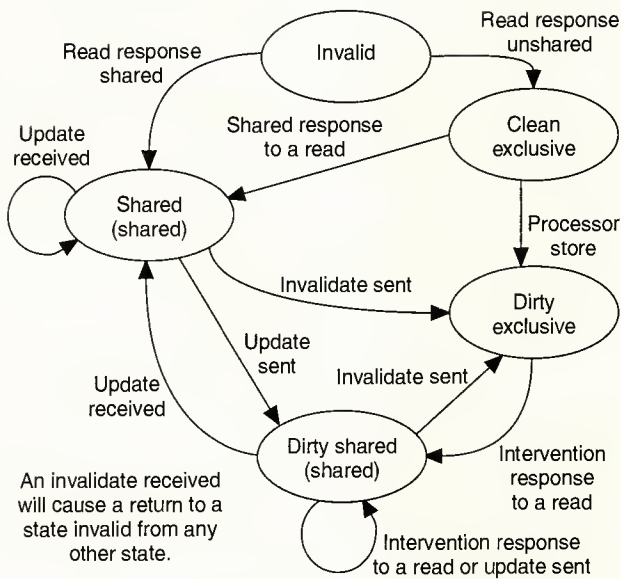 Read response
shared
Invalid
Read response
unshared
Update
received
Shared response
to a read
Clean
exclusive
Shared
(shared)
Processor
store
Invalidate sent
Dirty
exclusive
Update
sent
Invalidate sent
Update
received
Dirty shared
(shared)
Intervention
response
to a read
An invalidate received
will cause a return to a
state invalid from any
other state.
Intervention response
to a read or update sent